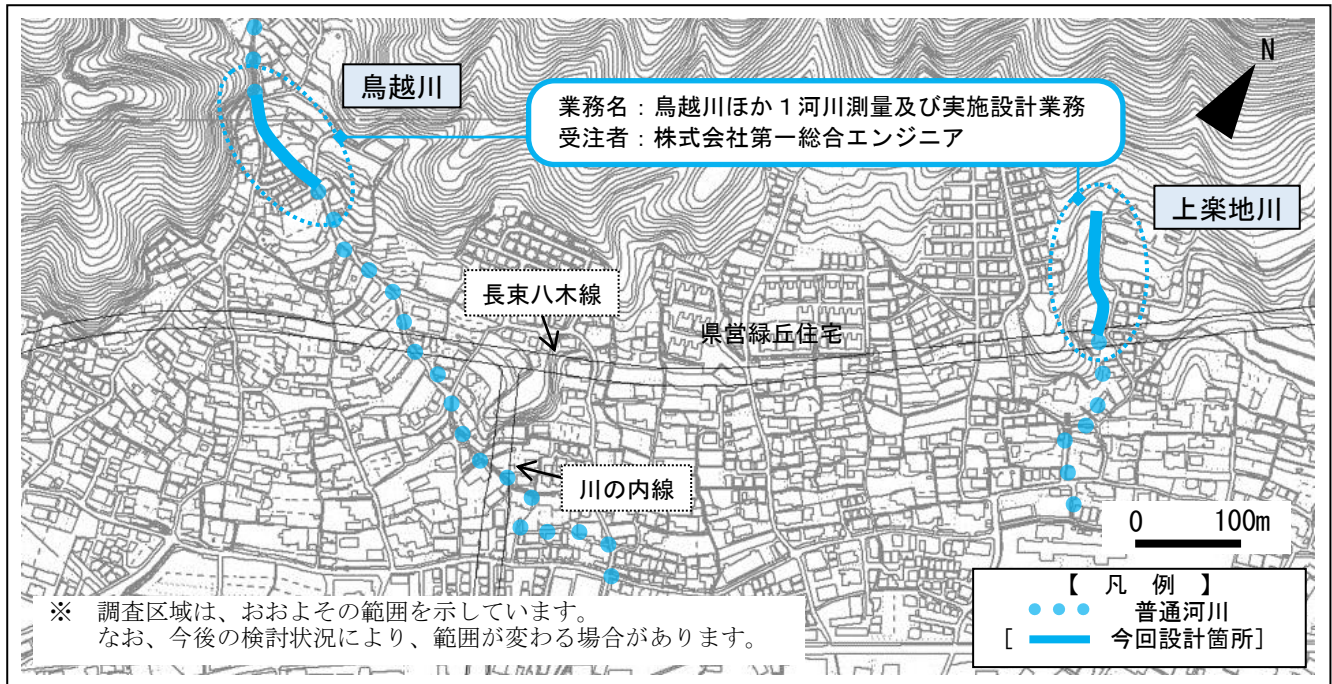 鳥越川
業務名：鳥越川ほか１河川測量及び実施設計業務
受注者：株式会社第一総合エンジニア
N
上楽地川
長束八木線
県営緑丘住宅
川の内線
0 100m
※ 調査区域は、おおよその範囲を示しています。
なお、今後の検討状況により、範囲が変わる場合があります。
【 凡 例 】
普通河川
[ 今回設計箇所]